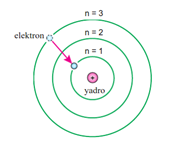 n = 3
elektron
n = 2
n = 1
+
yadro